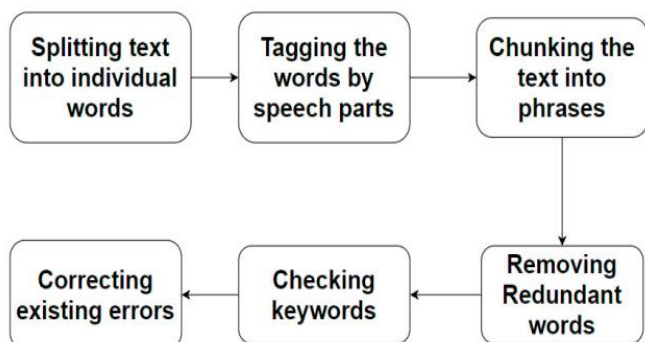 Splitting text
into individual
words
Tagging the
words by
speech parts
Chunking the
text into
phrases
Removing
Redundant
words
Checking
keywords
Correcting
existing errors